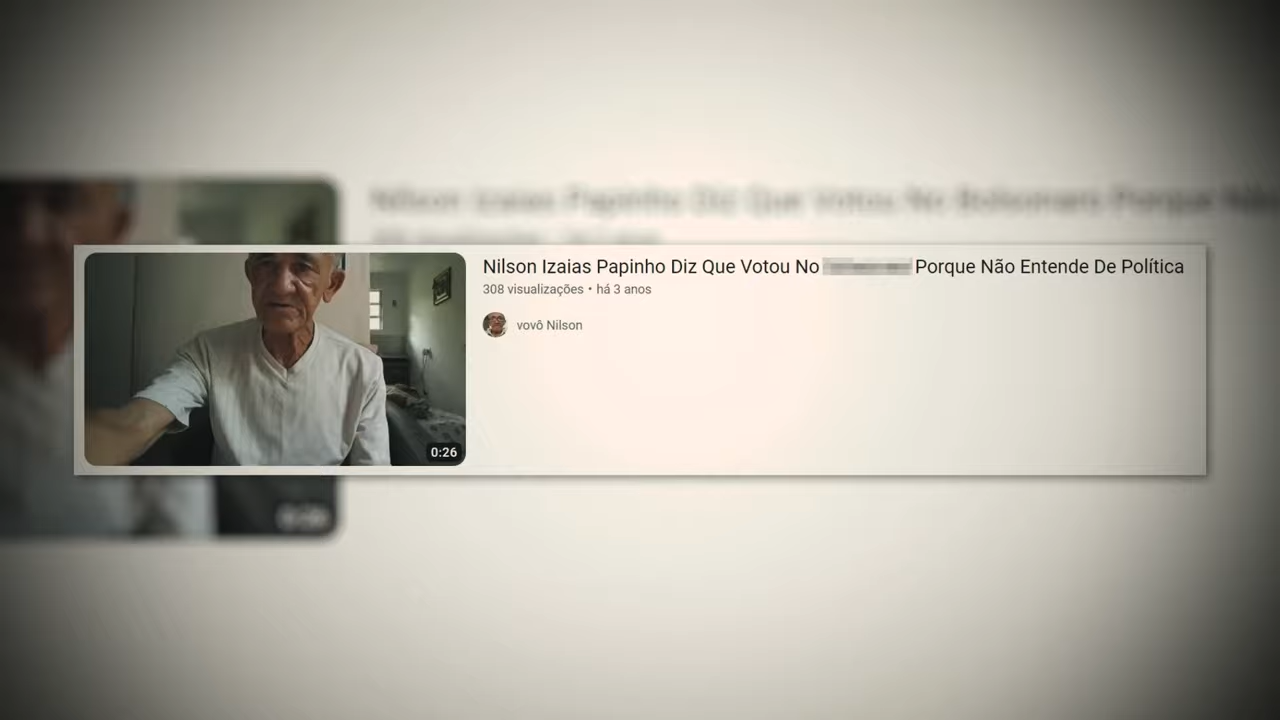 Nilson Izaias Papinho Diz Que Votou No Porque Não Entende De Política
308 visualizações • há 3 anos
vovô Nilson
0:26